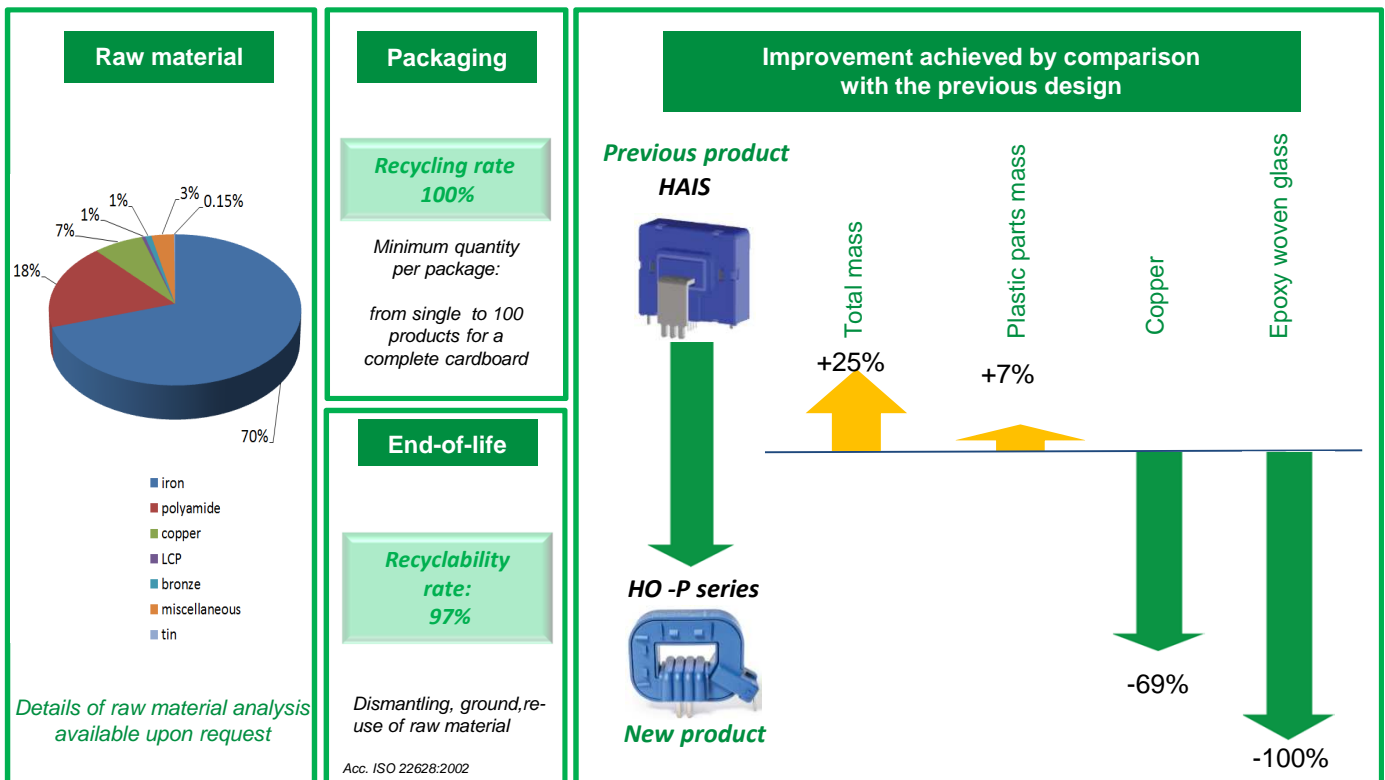 Raw material
3%
1%
0.15%
1%
7%
18%
70%
iron
polyamide
copper
LCP
bronze
miscellaneous
tin
Details of raw material analysis
available upon request
Packaging
Recycling rate
100%
Minimum quantity
per package:
from single to 100
products for a
complete cardboard
End-of-life
Recyclability
rate:
97%
Dismantling, ground,re-
use of raw material
Acc. ISO 22628:2002
Improvement achieved by comparison
with the previous design
Previous product
HAIS
HO -P series
New product
Total mass
Plastic parts mass
Copper
Epoxy woven glass
+25%
+7%
-69%
-100%